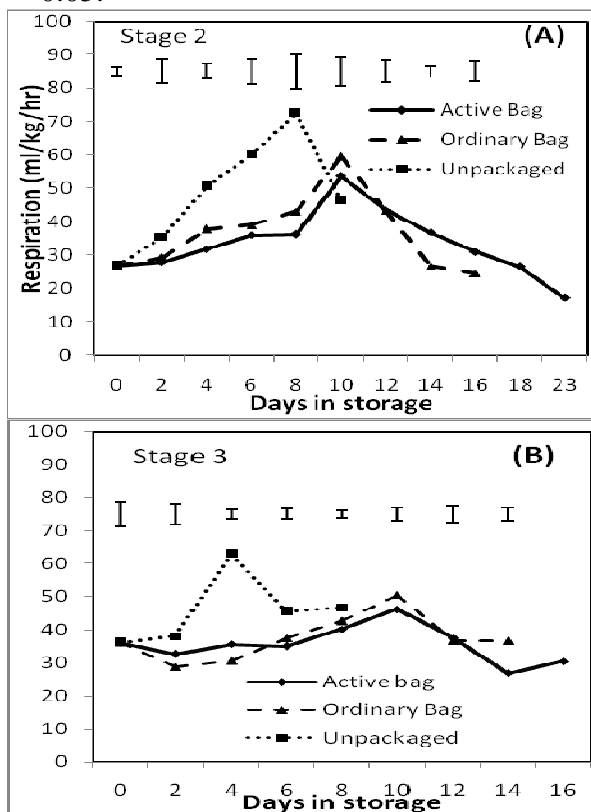 0.05.
100
Stage 2
(A)
90
80
70
Active Bag
60
Ordinary Bag
50
Unpackaged
40
30
20
10
0
Respiration (ml/kg/hr)
0 2 4 6 8 10 12 14 16 18 23
Days in storage
100
Stage 3
(B)
90
80
70
60
50
40
30
20
10
0
Active bag
Ordinary Bag
Unpackaged
0 2 4 6 8 10 12 14 16
Days in storage